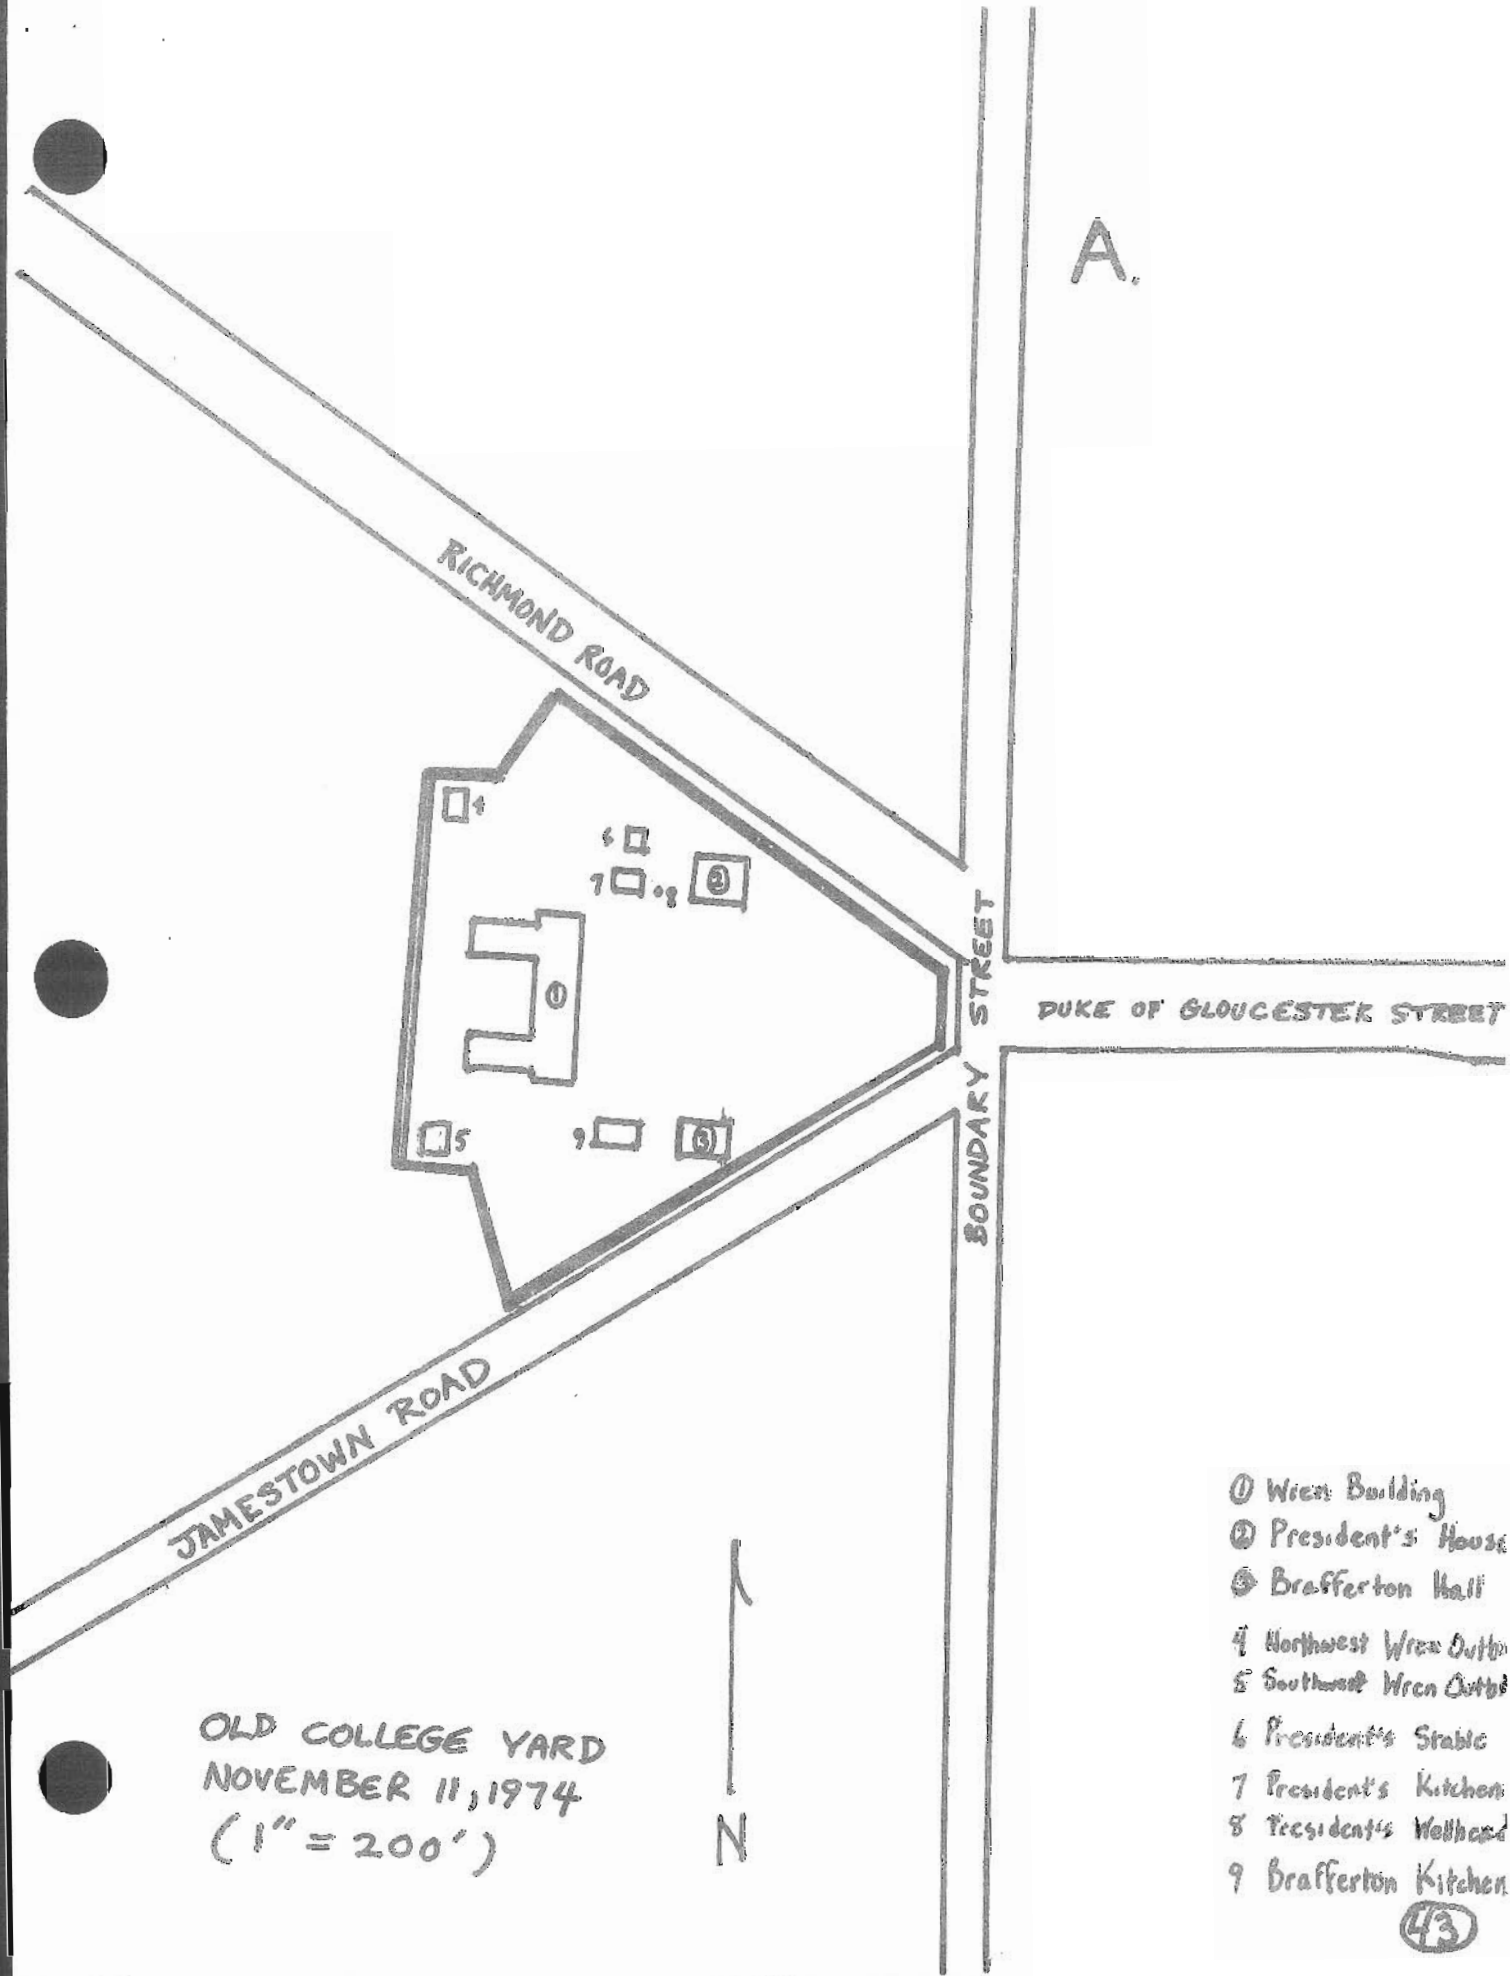 A.
RICHMOND ROAD
4
6
7
8
②
①
BOUNDARY STREET
DUKE OF GLOUCESTER STREET
5
9
③
JAMESTOWN ROAD
① Wren Building
② President's House
③ Brafferton Hall
4 Northwest Wren
5 Southwest Wren
6 President's Stable
7 President's Kitchen
8 President's Wellhead
9 Brafferton Kitchen
OLD COLLEGE YARD
NOVEMBER 11, 1974
(1" = 200')
N
43